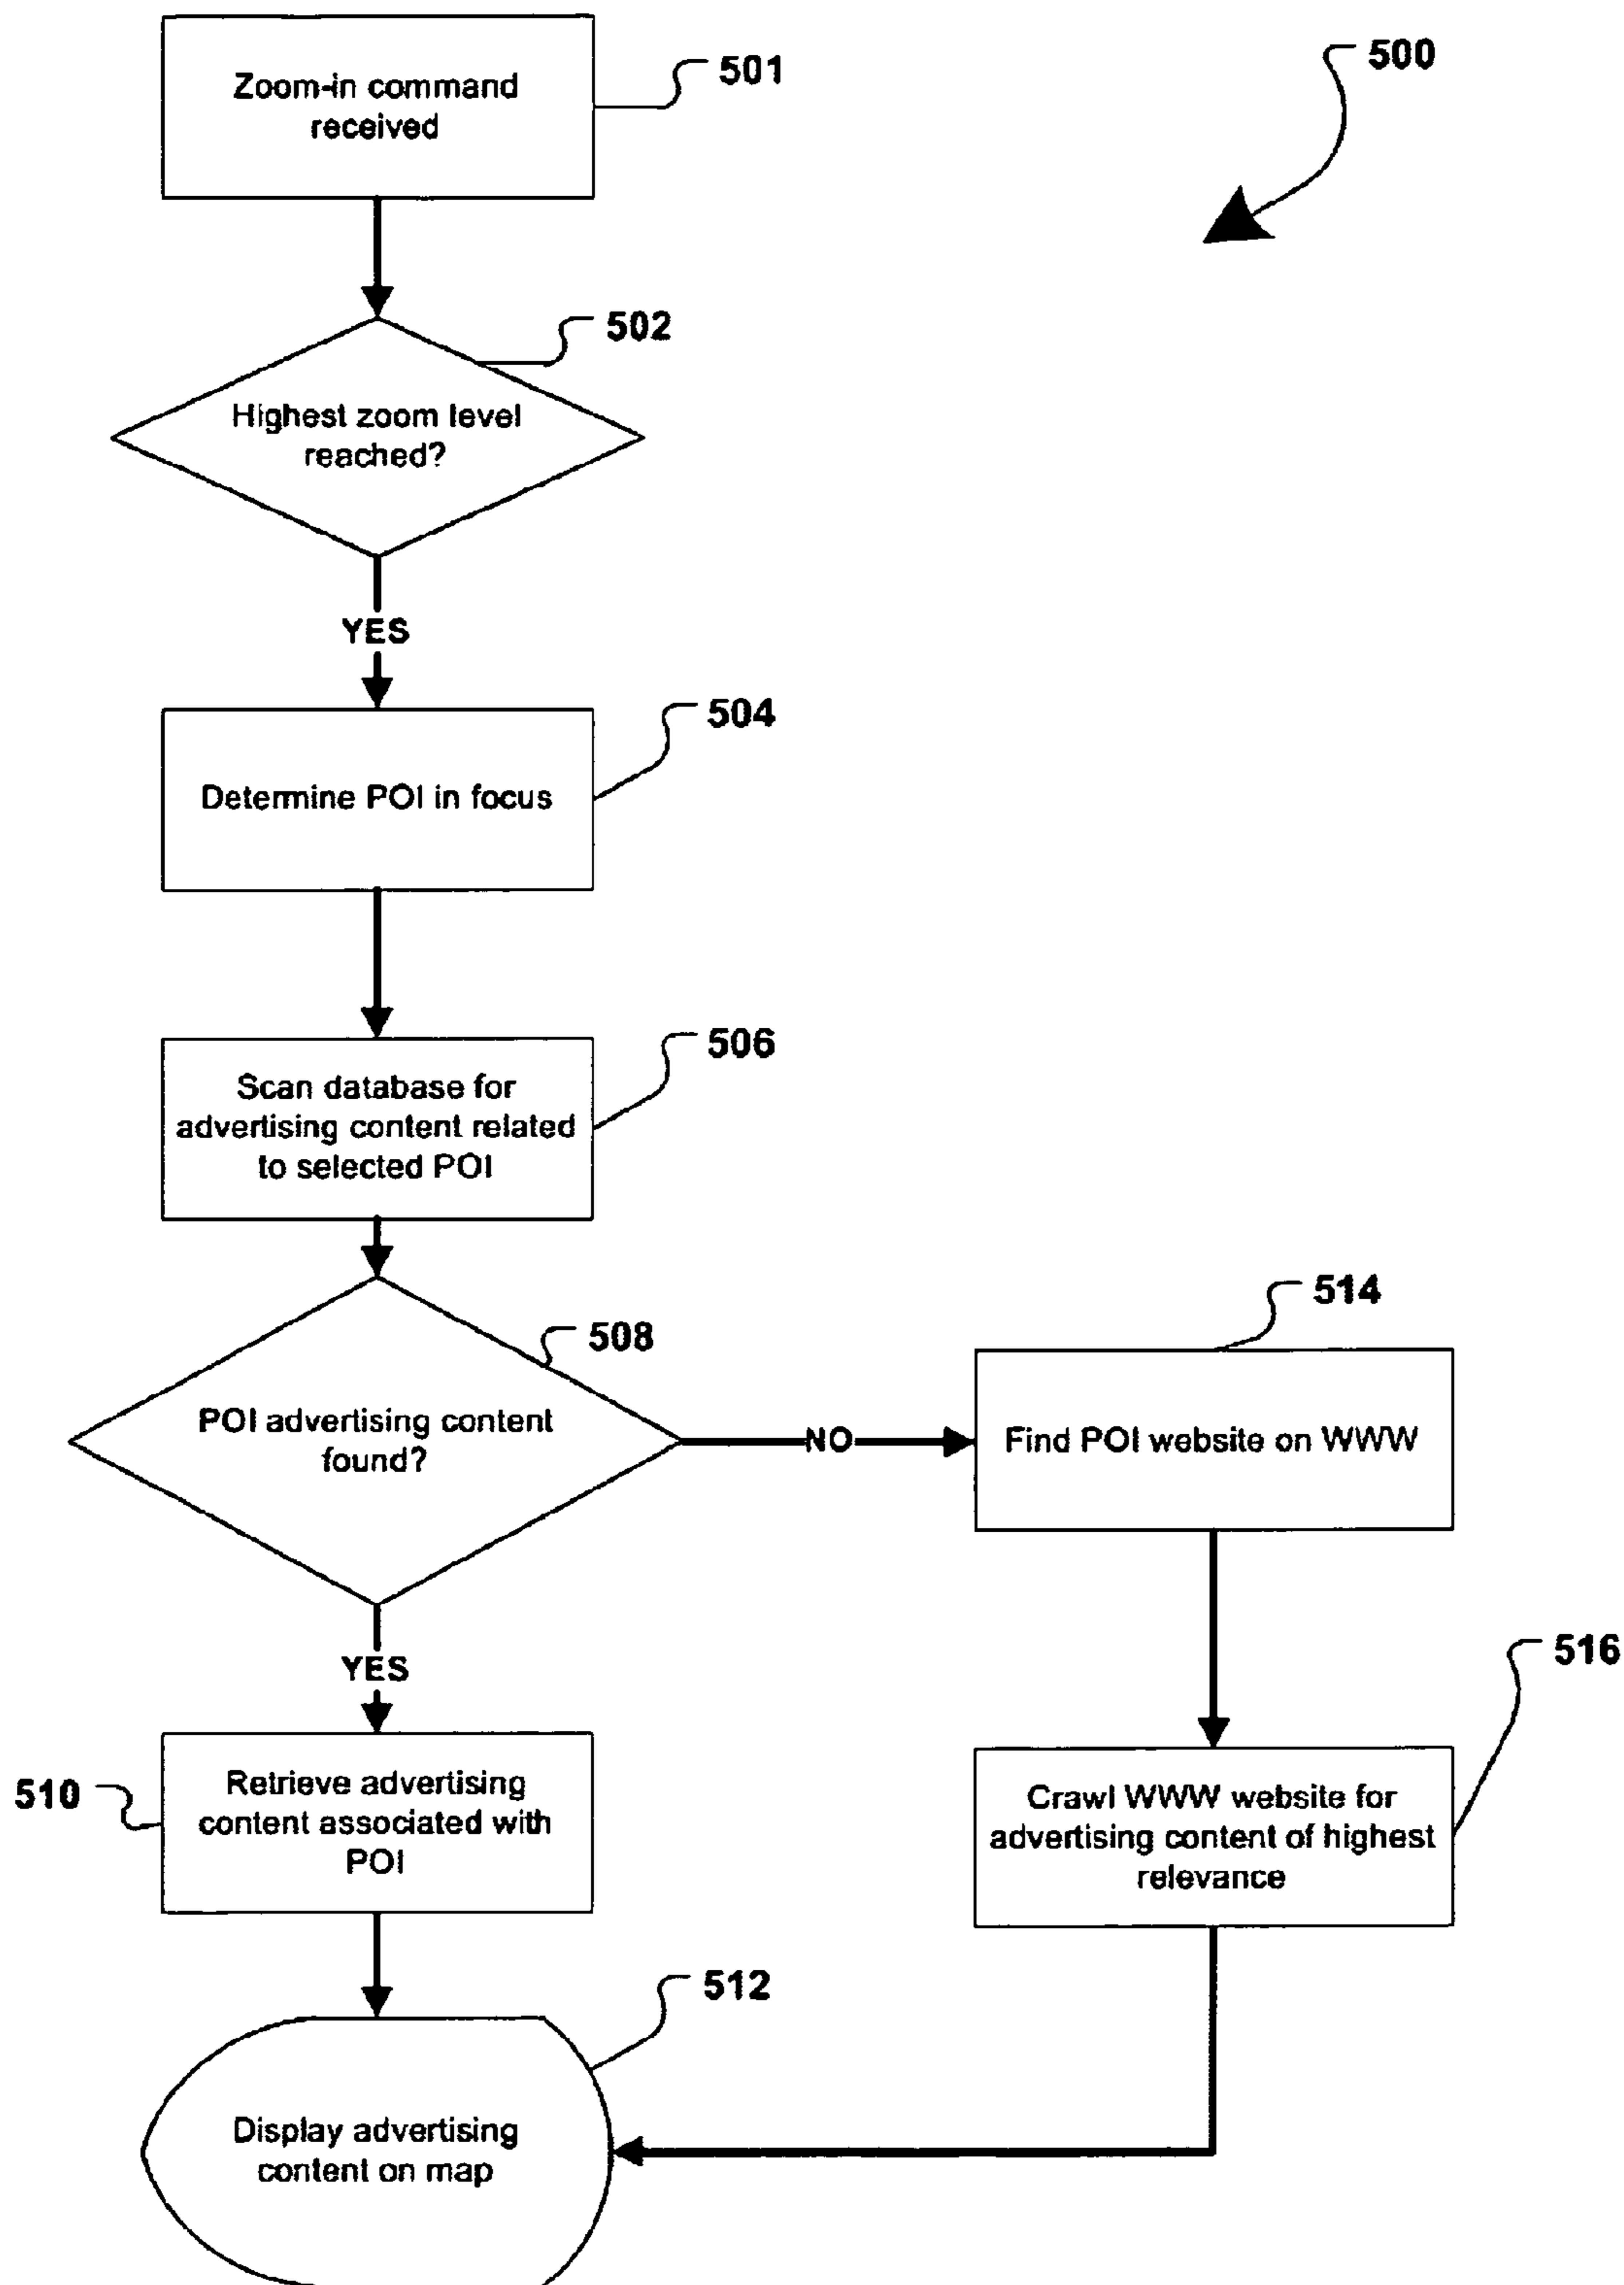 500
Zoom-in command
received
501
502
Highest zoom level
reached?
YES
504
Determine POI in focus
506
Scan database for
advertising content related
to selected POI
508
POI advertising content
found?
NO
514
Find POI website on WWW
YES
516
510
Retrieve advertising
content associated with
POI
Crawl WWW website for
advertising content of highest
relevance
512
Display advertising
content on map